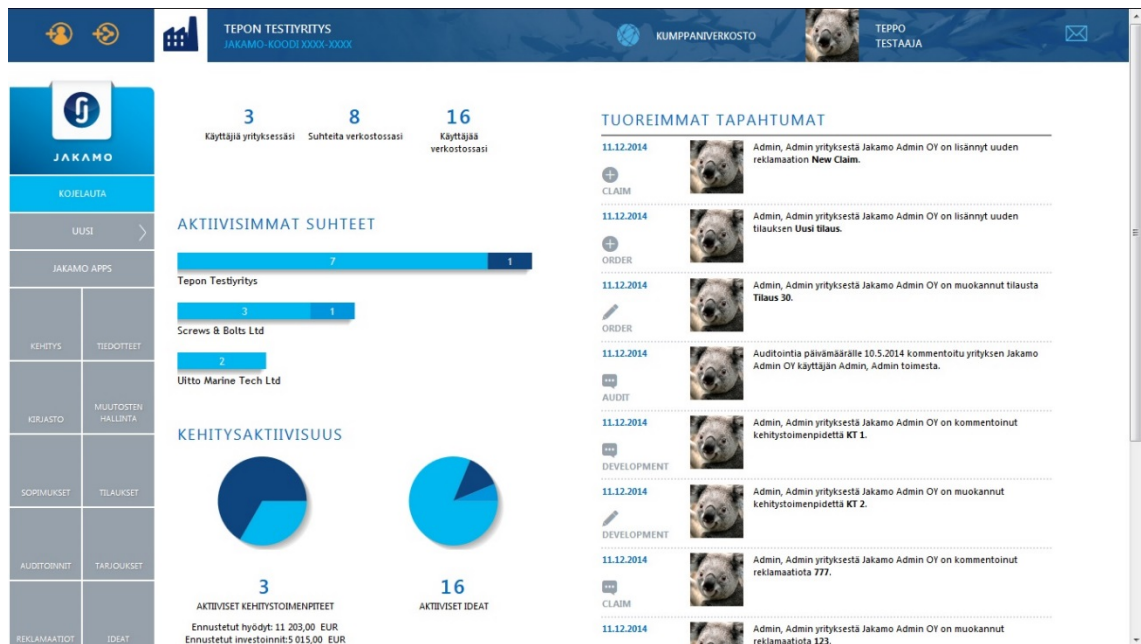 TEPON TESTIYRITYS
JAKAMO-KOODI XXXX-XXXX
KUMPPANIVERKOSTO
TEPPO
TESTAAJA
JAKAMO
KOJELAUTA
UUSI
JAKAMO APPS
KEHITYS
TIEDOTTEET
KIRJASTO
MUUTOSTEN
HALLINTA
SOPIMUKSET
TILAUKSET
AUDITOINNIT
TARJOUKSET
REKLAMAATIOT
IDEAT
3
Käyttäjiä yrityksessäsi
8
Suhteita verkostossasi
16
Käyttäjää
verkostossasi
AKTIIVISIMMAT SUHTEET
7
1
Tepon Testiyritys
3
1
Screws & Bolts Ltd
2
Uitto Marine Tech Ltd
KEHITYSAKTIIVISUUS
3
AKTIIVISET KEHITYSTOIMENPITEET
Ennustetut hyödyt: 11 203,00 EUR
Ennustetut investoinnit:5 015,00 EUR
16
AKTIIVISET IDEAT
TUOREIMMAT TAPAHTUMAT
11.12.2014
CLAIM
Admin, Admin yrityksestä Jakamo Admin OY on lisännyt uuden
reklamaation New Claim.
11.12.2014
ORDER
Admin, Admin yrityksestä Jakamo Admin OY on lisännyt uuden
tilauksen Uusi tilaus.
11.12.2014
ORDER
Admin, Admin yrityksestä Jakamo Admin OY on muokannut tilausta
Tilaus 30.
11.12.2014
AUDIT
Auditointia päivämäärälle 10.5.2014 kommentoitu yrityksen Jakamo
Admin OY käyttäjän Admin, Admin toimesta.
11.12.2014
DEVELOPMENT
Admin, Admin yrityksestä Jakamo Admin OY on kommentoinut
kehitystoimenpidettä KT 1.
11.12.2014
DEVELOPMENT
Admin, Admin yrityksestä Jakamo Admin OY on muokannut
kehitystoimenpidettä KT 2.
11.12.2014
CLAIM
Admin, Admin yrityksestä Jakamo Admin OY on kommentoinut
reklamaatiota 777.
11.12.2014
Admin, Admin yrityksestä Jakamo Admin OY on muokannut
reklamaatiota 123.